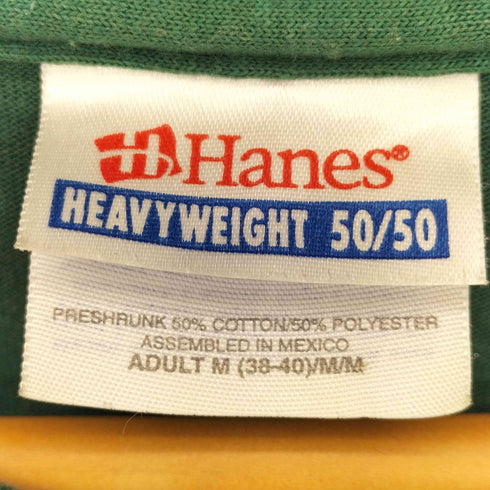 Hanes®
HEAVYWEIGHT 50/50
PRESHRUNK 50% COTTON/50% POLYESTER
ASSEMBLED IN MEXICO
ADULT M (38-40)/M/M